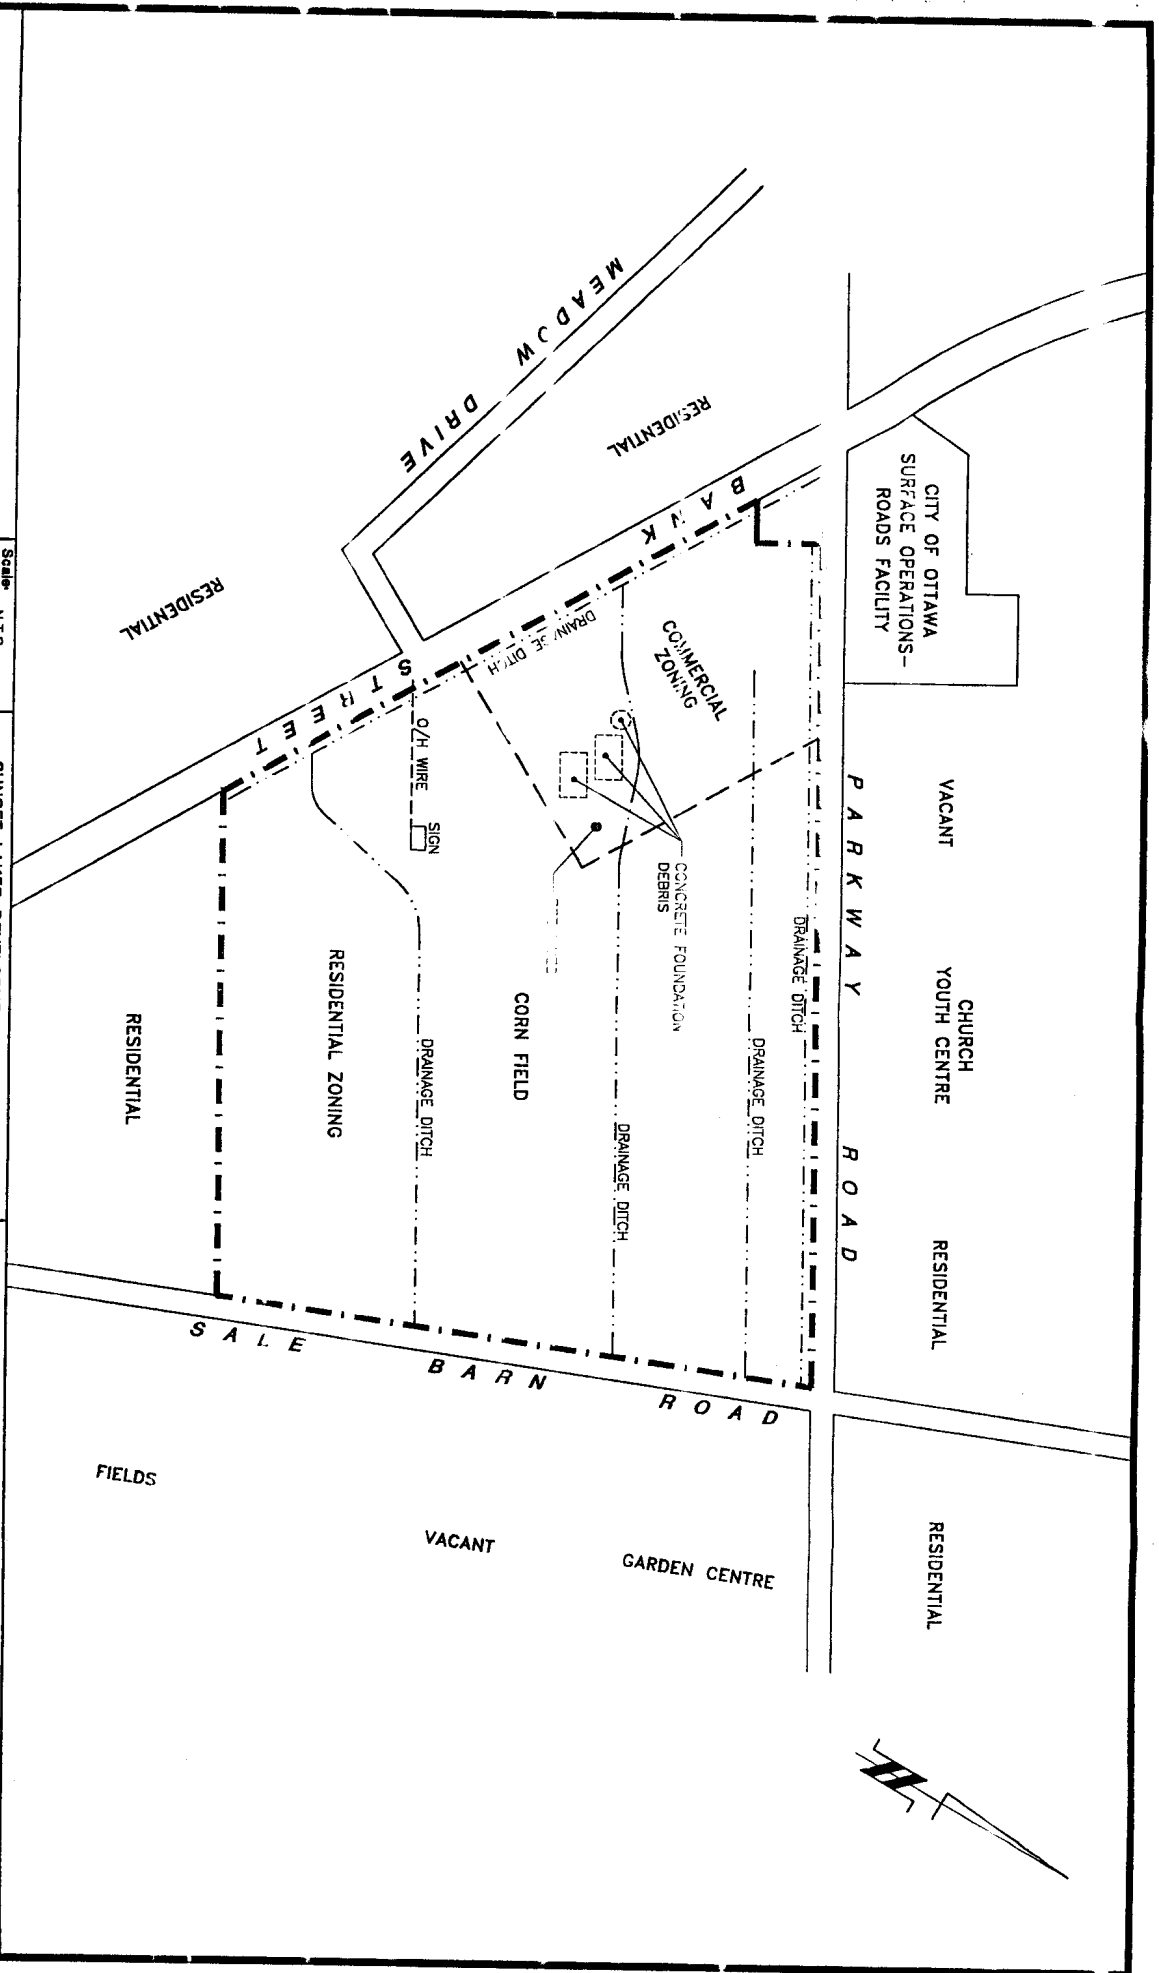 CITY OF OTTAWA
SURFACE OPERATIONS-
ROADS FACILITY
VACANT
CHURCH
YOUTH CENTRE
RESIDENTIAL
RESIDENTIAL
PARKWAY ROAD
DRAINAGE DITCH
DRAINAGE DITCH
DRAINAGE DITCH
DRAINAGE DITCH
DRAINAGE DITCH
COMMERCIAL
ZONING
CONCRETE FOUNDATION
DEBRIS
CORN FIELD
O/H WIRE
SIGN
RESIDENTIAL ZONING
RESIDENTIAL
BANK STREET
MEADOW DRIVE
RESIDENTIAL
RESIDENTIAL
SALE BARN ROAD
GARDEN CENTRE
VACANT
FIELDS
Scale: